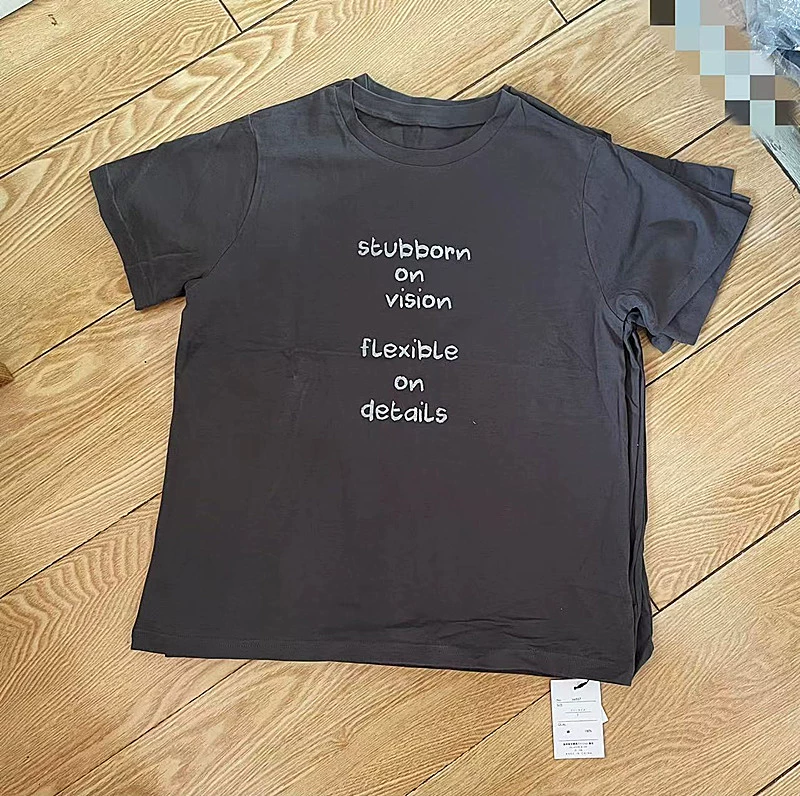 stubborn
on
vision
flexible
on
details